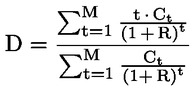 D = \frac{\sum_{t=1}^{M} \frac{t \cdot C_t}{(1+R)^t}}{\sum_{t=1}^{M} \frac{C_t}{(1+R)^t}}